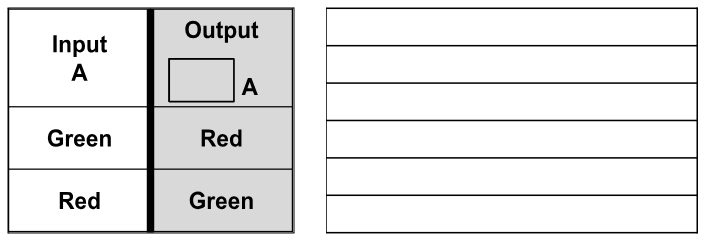 Input Output
A
A
Green Red
Red Green